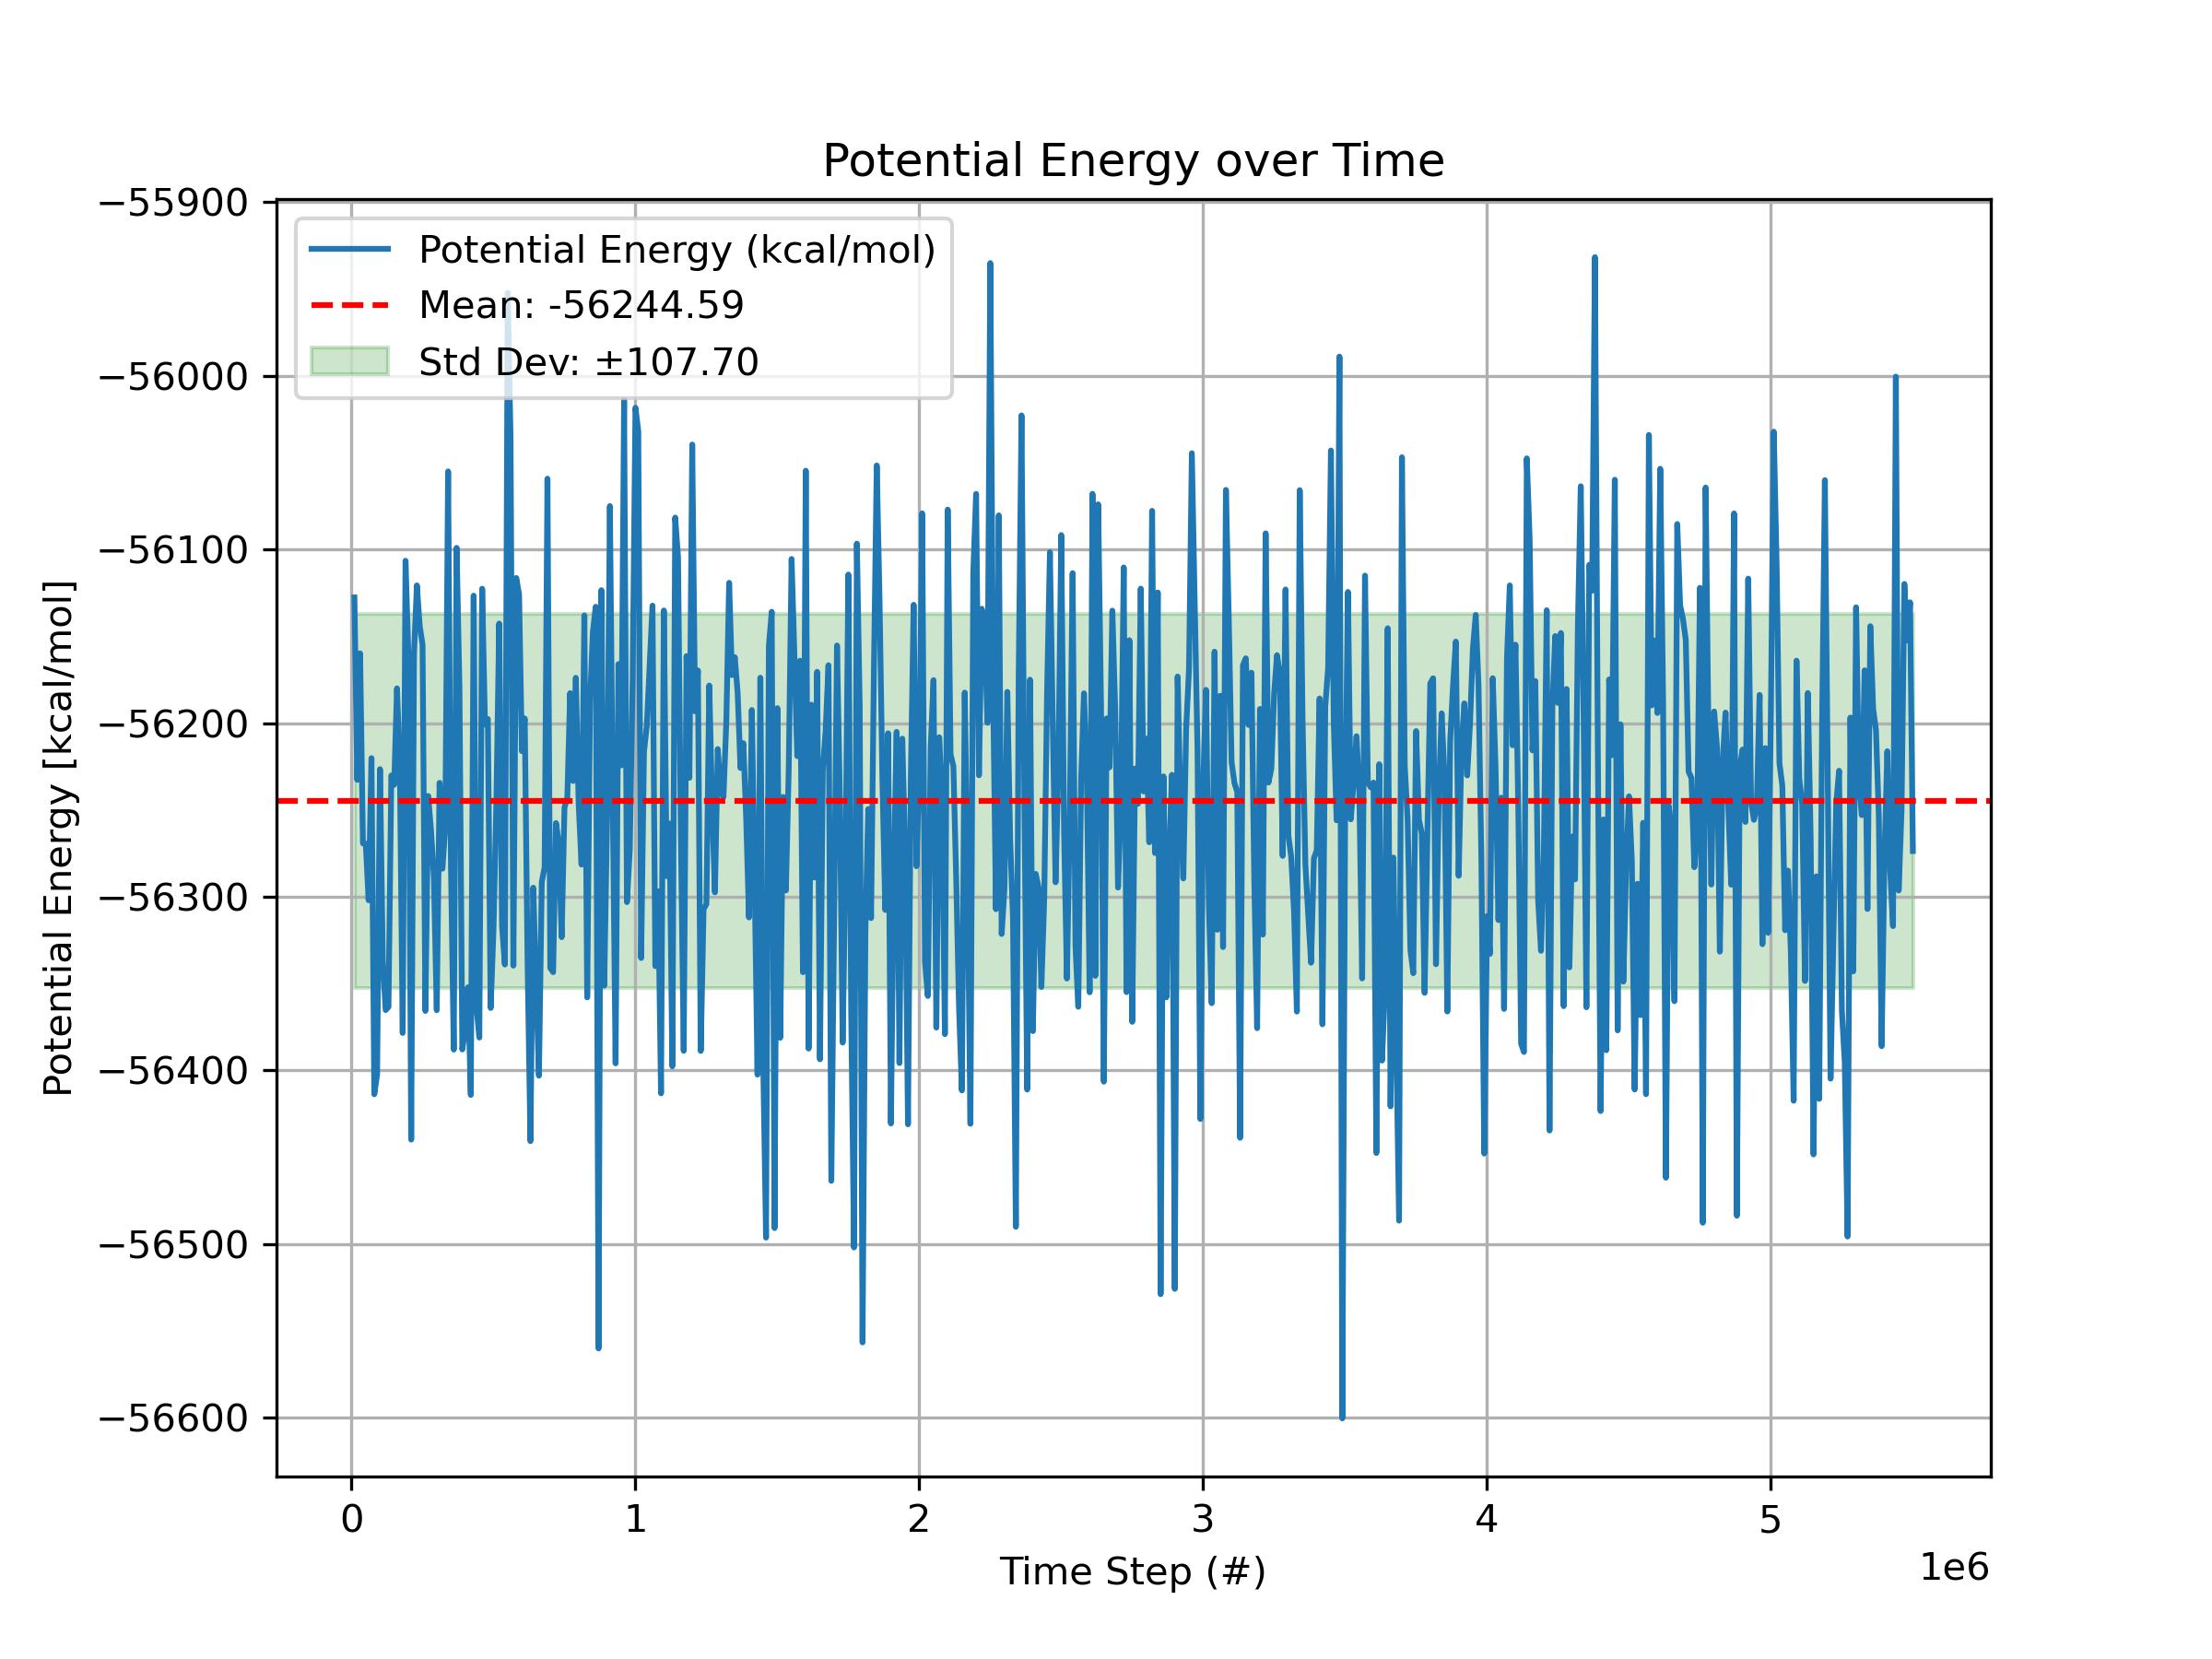 Potential Energy over Time
Potential Energy (kcal/mol)
Mean: -56244.59
Std Dev: ±107.70
Potential Energy [kcal/mol]
−55900
−56000
−56100
−56200
−56300
−56400
−56500
−56600
0 1 2 3 4 5
1e6
Time Step (#)